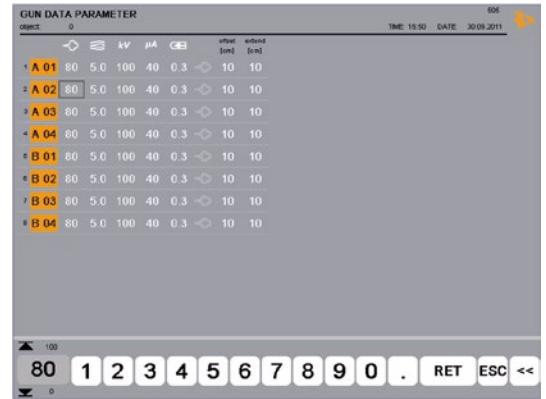 GUN DATA PARAMETER 606
object: 0 TIME 15:50 DATE 30.09.2011
kV µA offset [cm] extend [cm]
1 A 01 80 5.0 100 40 0.3 10 10
2 A 02 80 5.0 100 40 0.3 10 10
3 A 03 80 5.0 100 40 0.3 10 10
4 A 04 80 5.0 100 40 0.3 10 10
5 B 01 80 5.0 100 40 0.3 10 10
6 B 02 80 5.0 100 40 0.3 10 10
7 B 03 80 5.0 100 40 0.3 10 10
8 B 04 80 5.0 100 40 0.3 10 10
100
80 1 2 3 4 5 6 7 8 9 0 . RET ESC <<
0